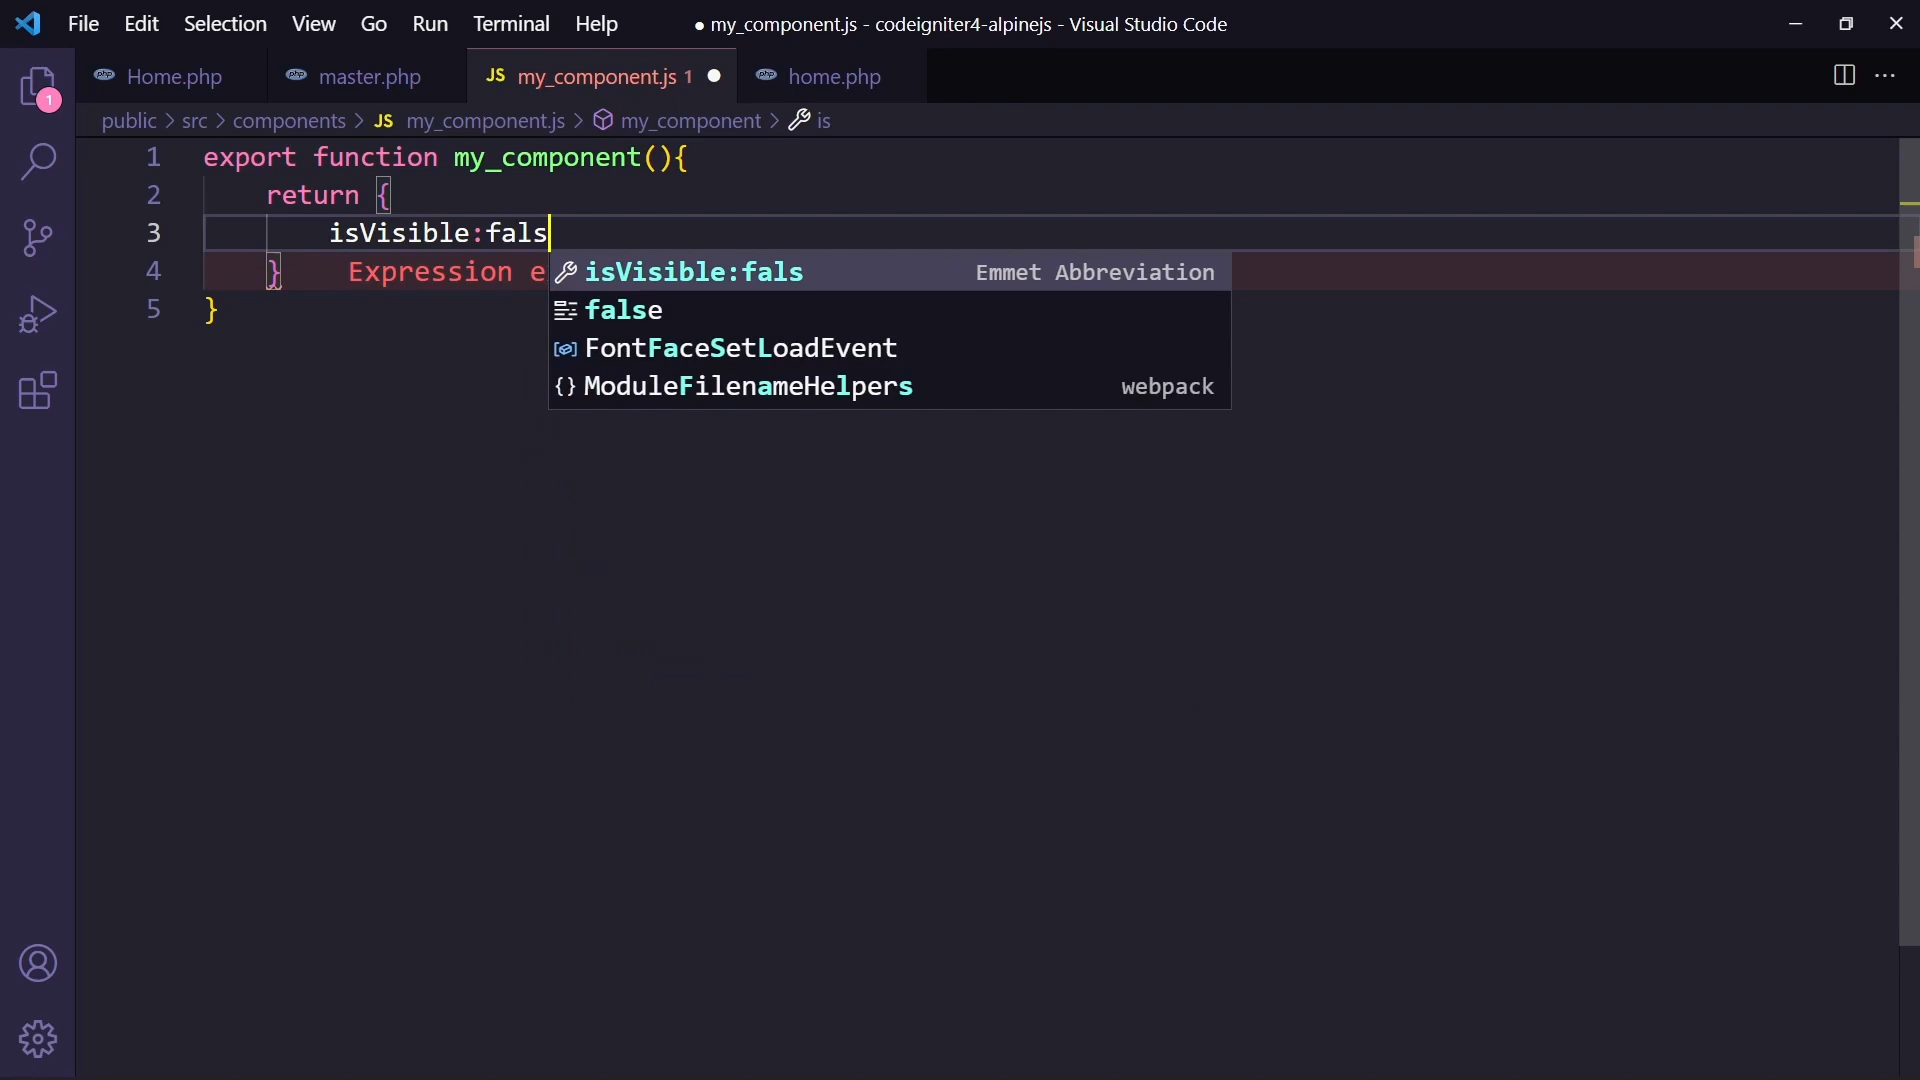 File Edit Selection View Go Run Terminal Help ● my_component.js - codeigniter4-alpinejs - Visual Studio Code
Home.php master.php JS my_component.js 1 home.php
1
public > src > components > JS my_component.js > my_component > is
1 export function my_component(){
2 return {
3 isVisible:fals
4 } Expression e
5 }
isVisible:fals Emmet Abbreviation
false
FontFaceSetLoadEvent
{} ModuleFilenameHelpers webpack